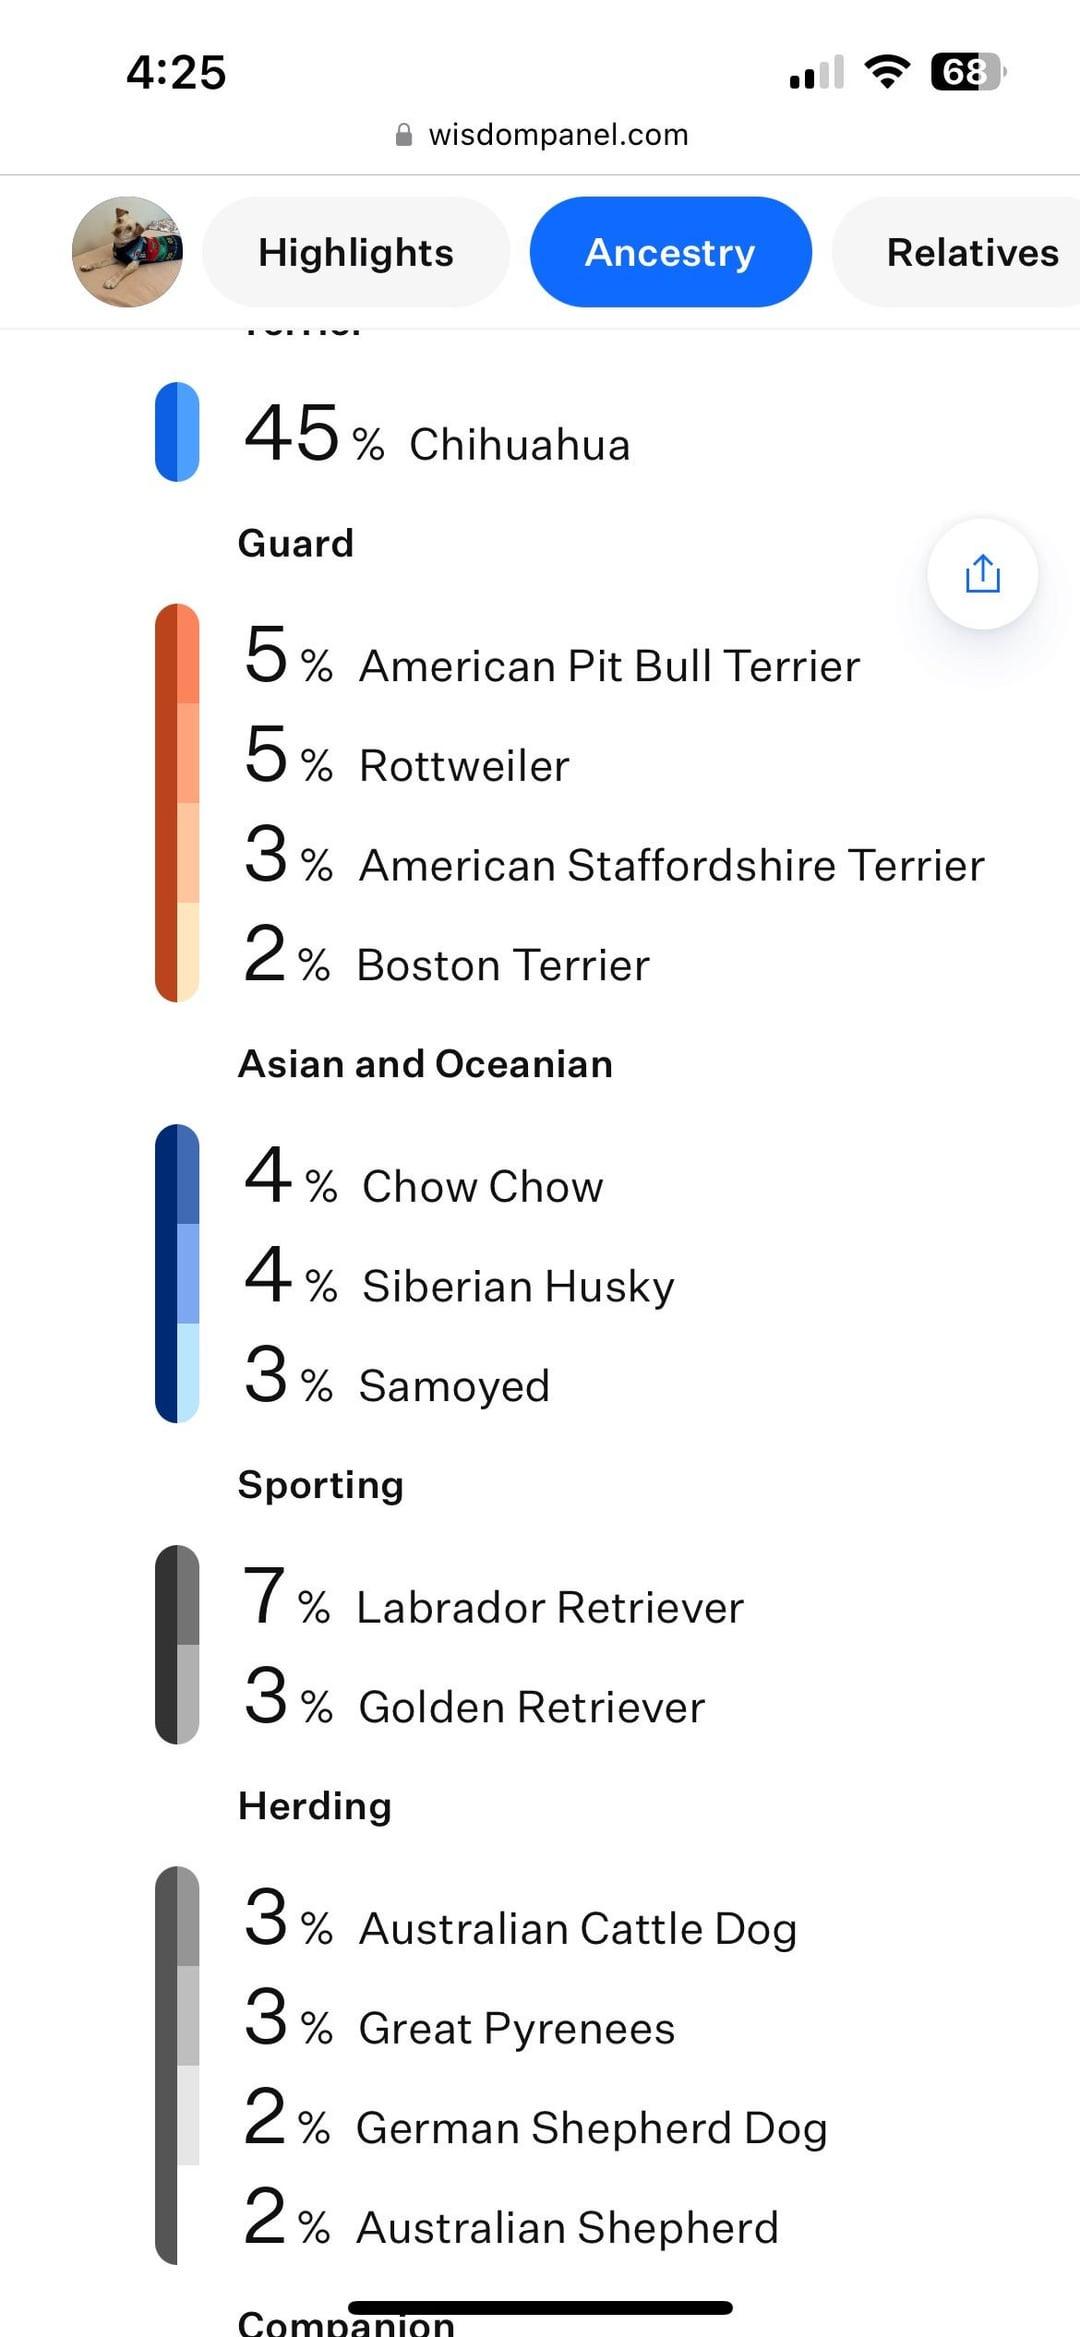 4:25
68
wisdompanel.com
Highlights Ancestry Relatives
Terrier
45% Chihuahua
Guard
5% American Pit Bull Terrier
5% Rottweiler
3% American Staffordshire Terrier
2% Boston Terrier
Asian and Oceanian
4% Chow Chow
4% Siberian Husky
3% Samoyed
Sporting
7% Labrador Retriever
3% Golden Retriever
Herding
3% Australian Cattle Dog
3% Great Pyrenees
2% German Shepherd Dog
2% Australian Shepherd
Companion